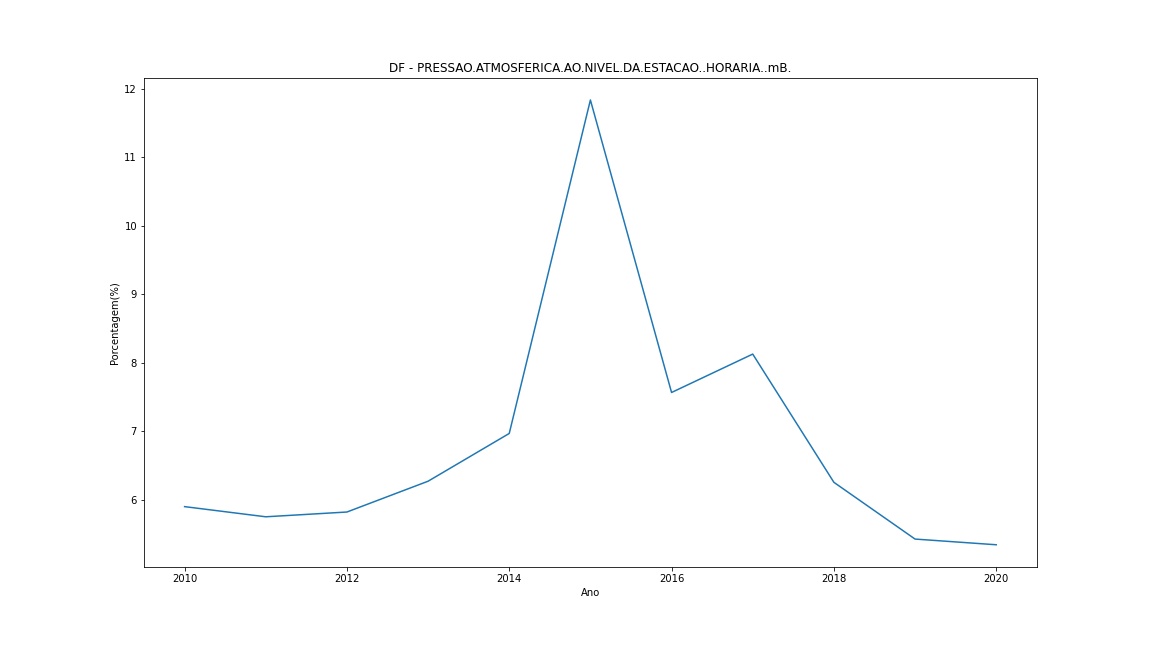 DF - PRESSAO.ATMOSFERICA.AO.NIVEL.DA.ESTACAO..HORARIA..mB.
12
11
10
9
8
7
6
Porcentagem(%)
2010 2012 2014 2016 2018 2020
Ano